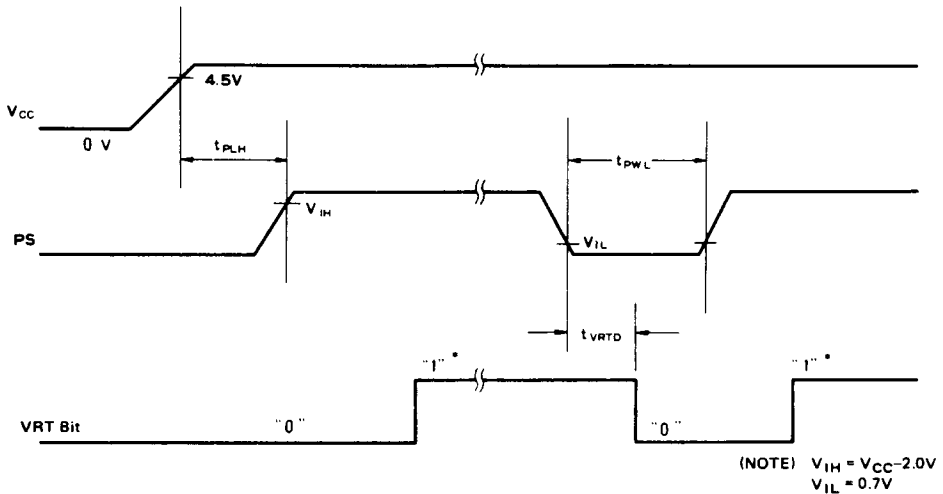 4.5V
V_CC
0 V
t_PLH
t_PWL
V_IH
PS
V_IL
t_VRTD
"1" *
"1" *
VRT Bit
"0"
"0"
(NOTE) V_IH = V_CC−2.0V
V_IL = 0.7V